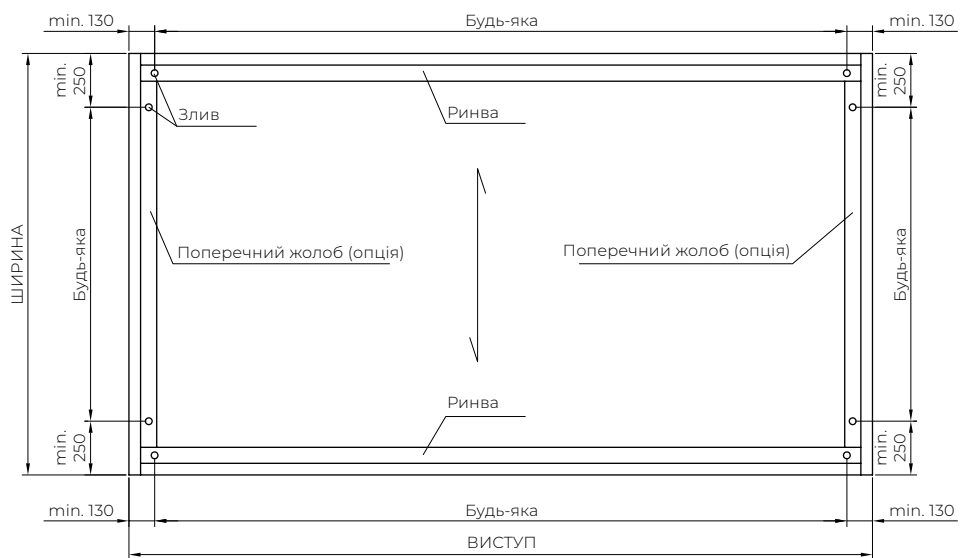 min. 130
Будь-яка
min. 130
min.
250
min.
250
Злив
Ринва
ШИРИНА
Будь-яка
Поперечний жолоб (опція)
Поперечний жолоб (опція)
Будь-яка
Ринва
min.
250
min.
250
min. 130
Будь-яка
min. 130
ВИСТУП